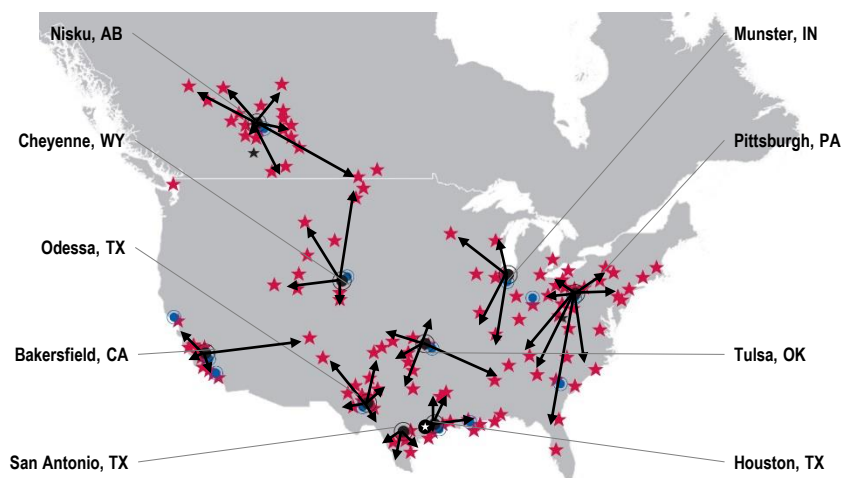 Nisku, AB
Munster, IN
Cheyenne, WY
Pittsburgh, PA
Odessa, TX
Bakersfield, CA
Tulsa, OK
San Antonio, TX
Houston, TX